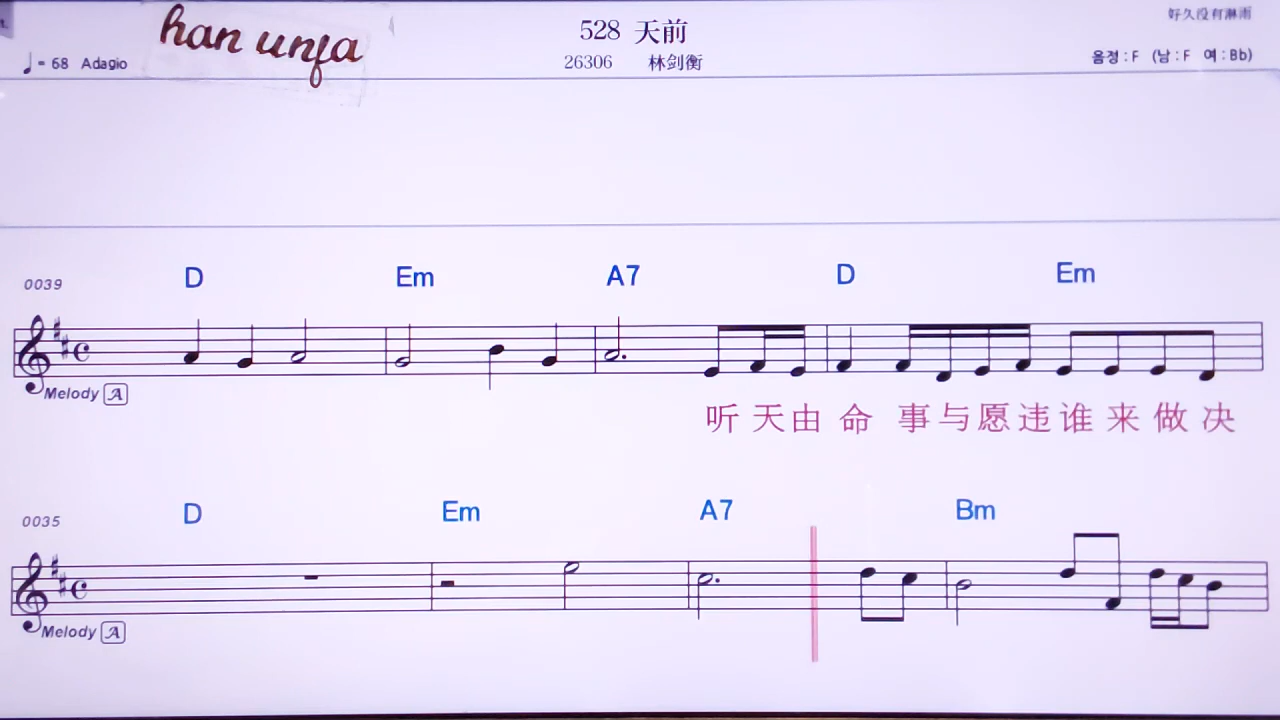 han unfa
528 天前
好久没有淋雨
♩= 68 Adagio
26306 林剑衡
음정 : F (남 : F 여 : Bb)
0039 D Em A7 D Em
Melody A
听天由命 事与愿违谁来做决
0035 D Em A7 Bm
Melody A